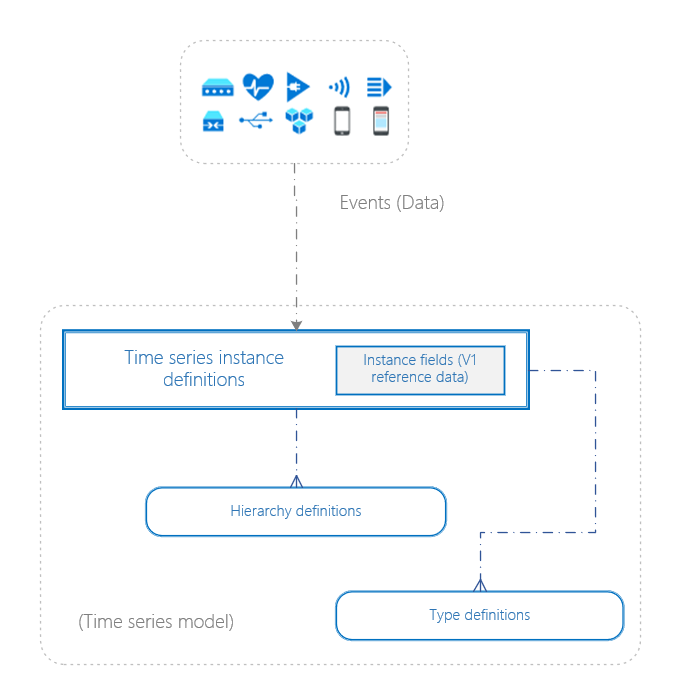 Events (Data)
Time series instance
definitions
Instance fields (V1
reference data)
Hierarchy definitions
Type definitions
(Time series model)